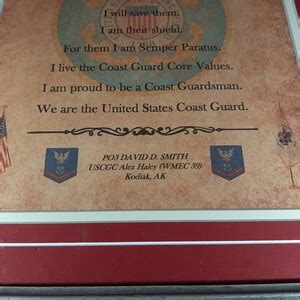 I will save them.
I am their shield.
For them I am Semper Paratus.
I live the Coast Guard Core Values.
I am proud to be a Coast Guardsman.
We are the United States Coast Guard.
PO3 DAVID D. SMITH
USCGC Alex Haley (WMEC 39)
Kodiak, AK